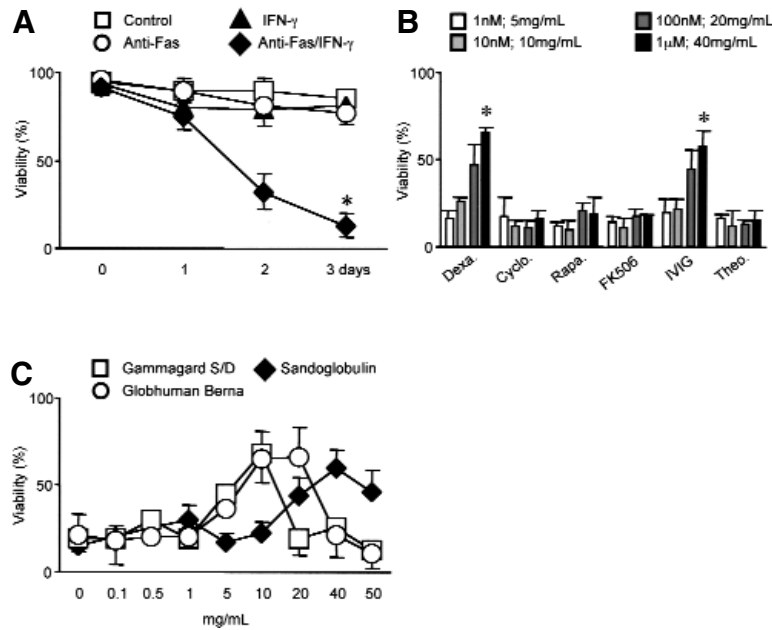 A
Control
IFN-γ
Anti-Fas
Anti-Fas/IFN-γ
100
50
0
Viability (%)
*
0 1 2 3 days
B
1nM; 5mg/mL
100nM; 20mg/mL
10nM; 10mg/mL
1μM; 40mg/mL
100
50
0
Viability (%)
* *
Dexa. Cyclo. Rapa. FK506 IVIG Theo.
C
Gammagard S/D
Sandoglobulin
Globhuman Berna
100
50
0
Viability (%)
0 0.1 0.5 1 5 10 20 40 50
mg/mL